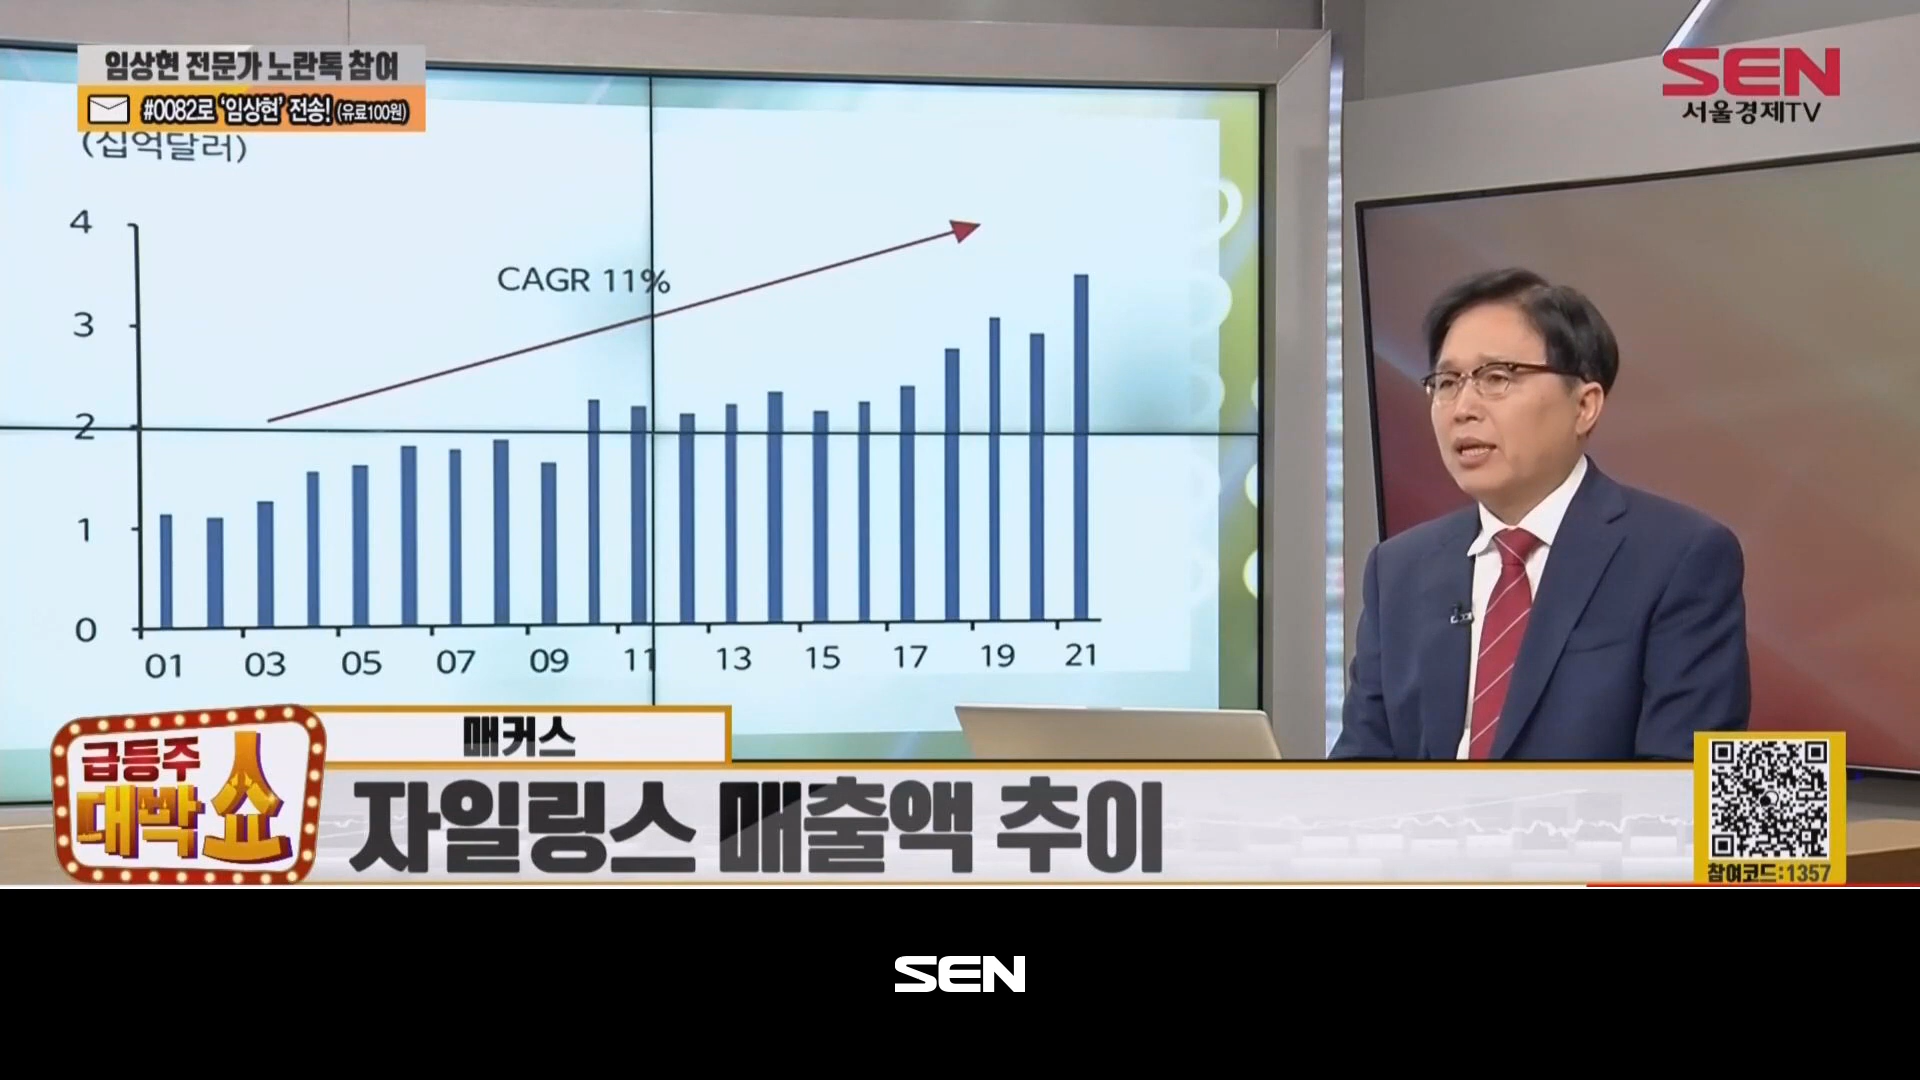 임상현 전문가 노란톡 참여
#0082로 '임상현' 전송! (유료100원)
SEN
서울경제TV
(십억달러)
4
CAGR 11%
3
2
1
0
01 03 05 07 09 11 13 15 17 19 21
매커스
급등주
대박 쇼
자일링스 매출액 추이
참여코드:1357
SEN